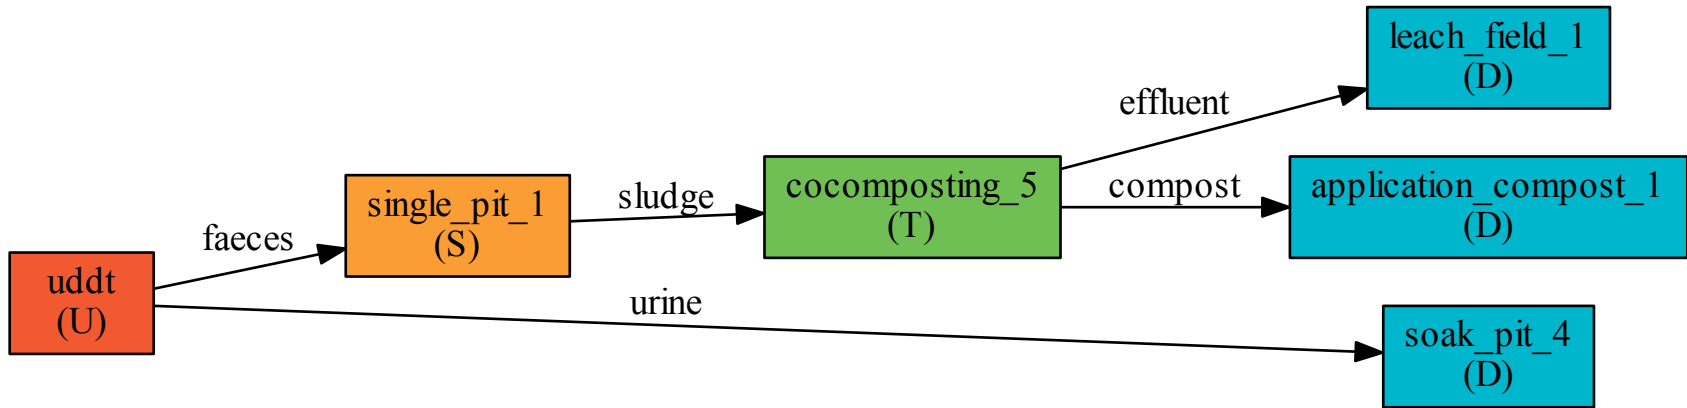 uddt
(U)
faeces
single_pit_1
(S)
sludge
cocomposting_5
(T)
effluent
leach_field_1
(D)
compost
application_compost_1
(D)
urine
soak_pit_4
(D)